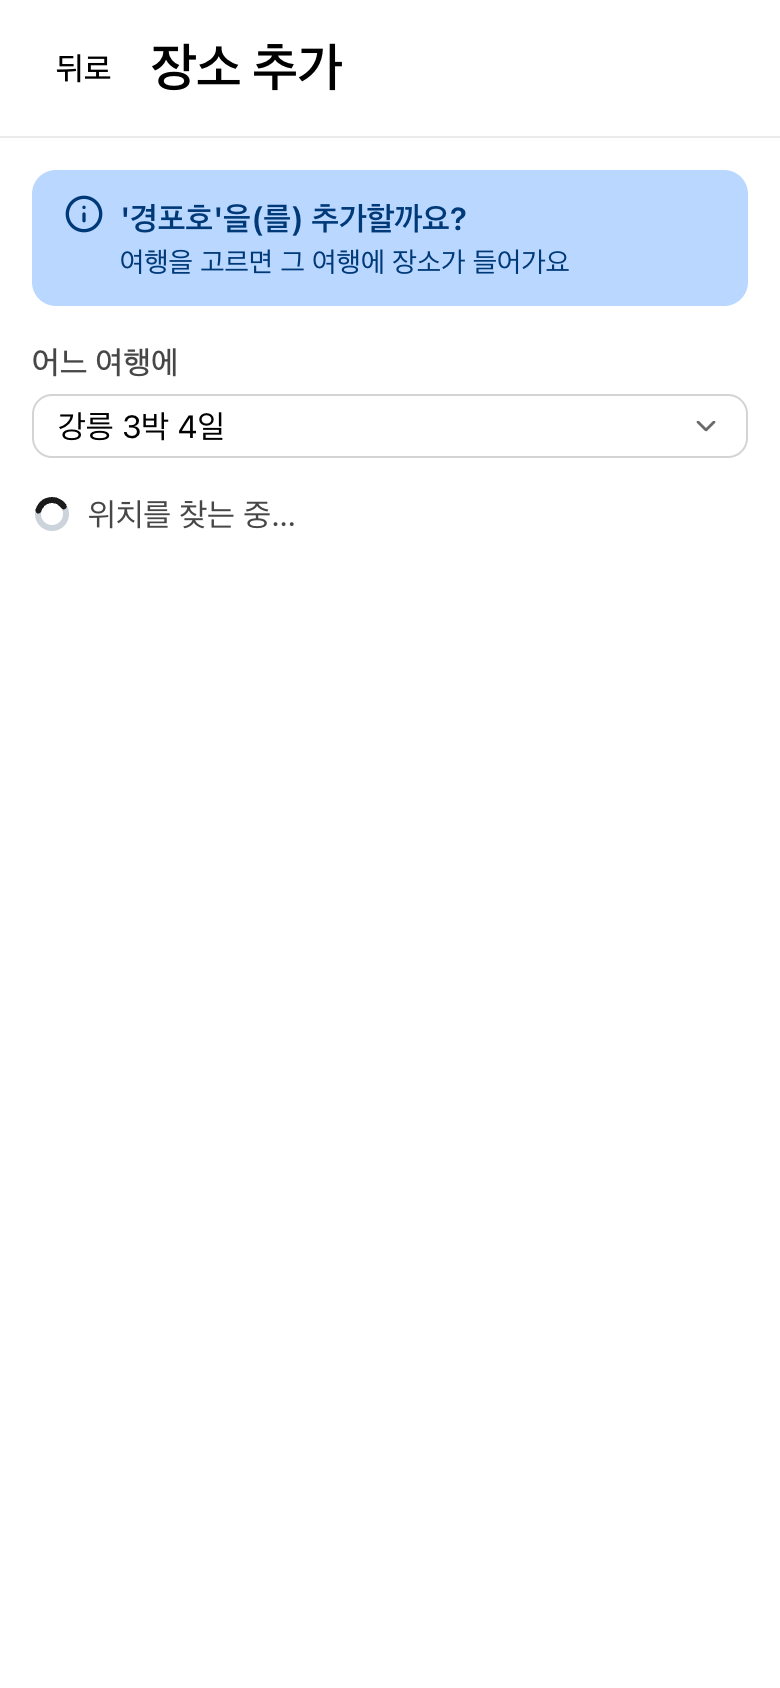 뒤로 장소 추가
'경포호'을(를) 추가할까요?
여행을 고르면 그 여행에 장소가 들어가요
어느 여행에
강릉 3박 4일
위치를 찾는 중...